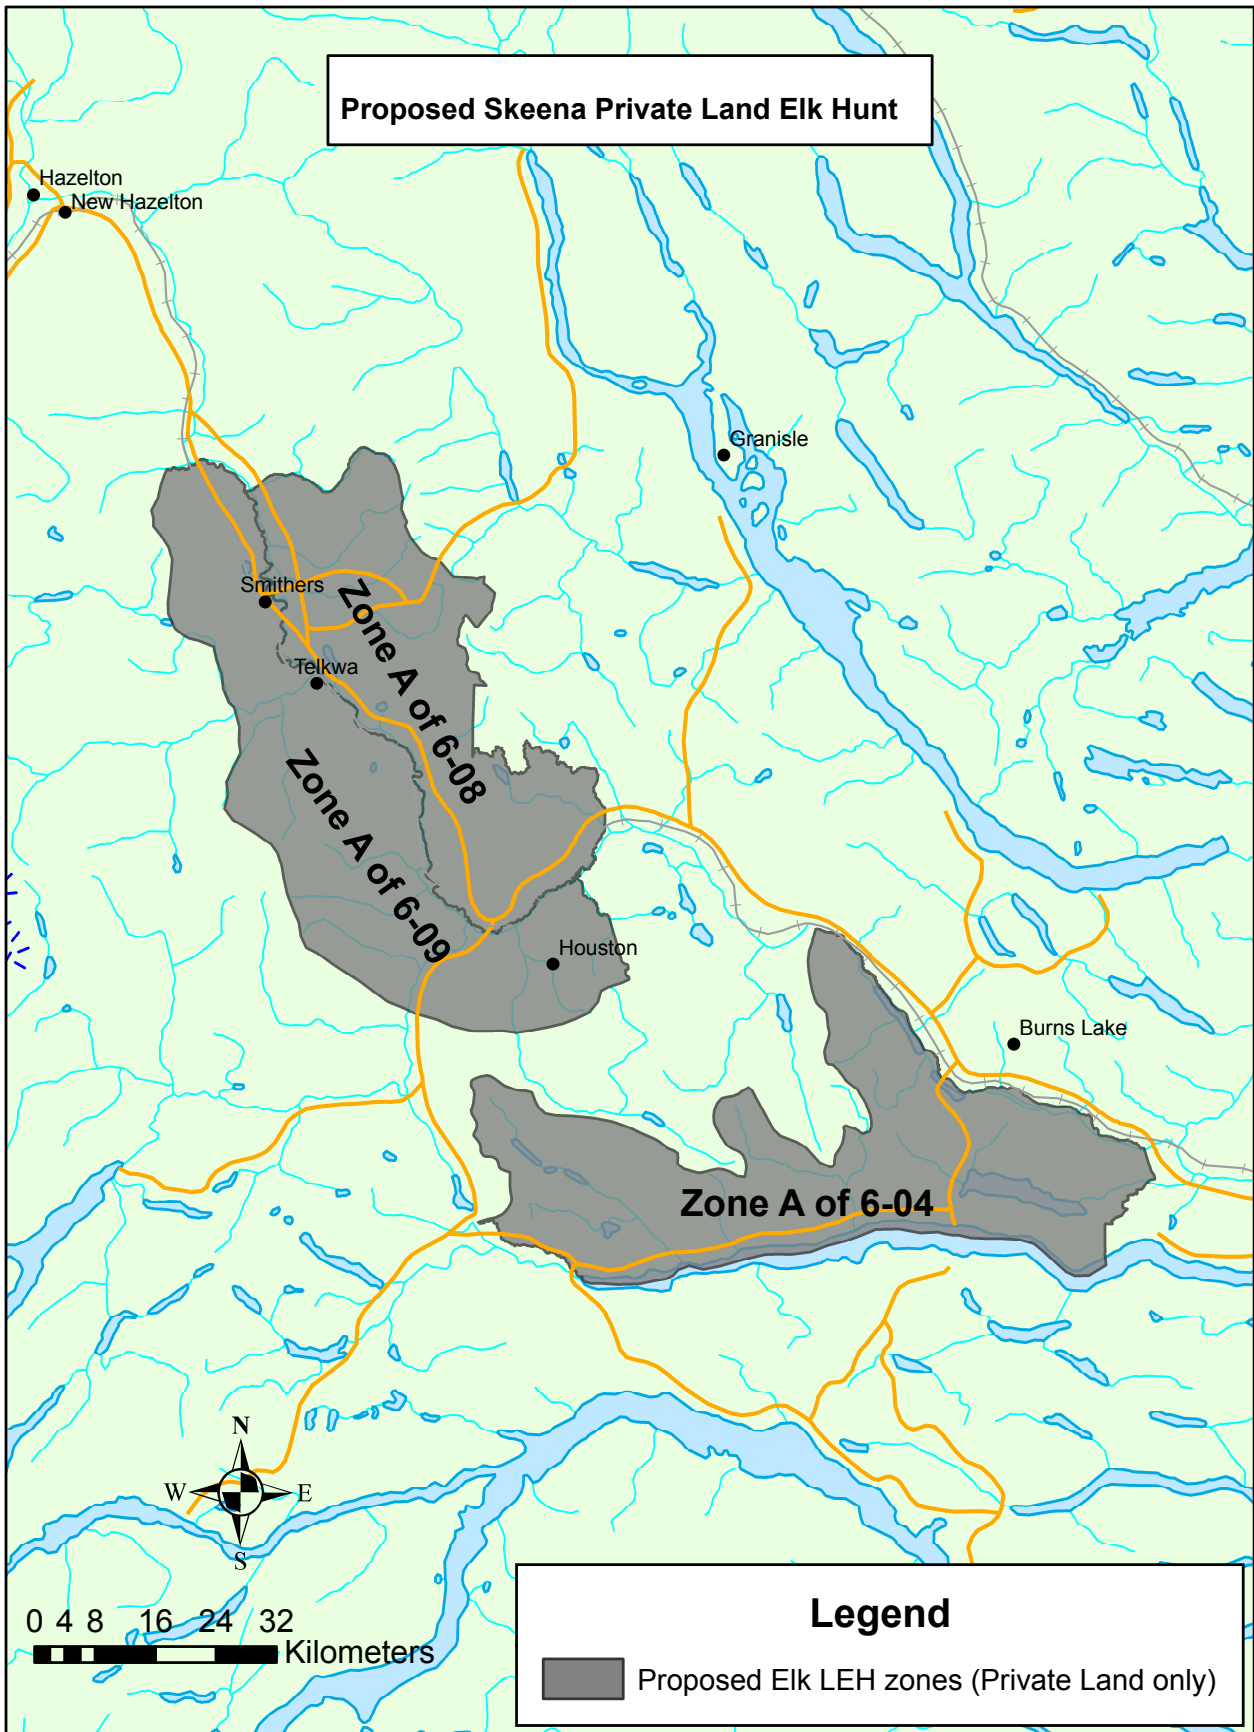 Proposed Skeena Private Land Elk Hunt
Hazelton
New Hazelton
Granisle
Smithers
Telkwa
Zone A of 6-08
Zone A of 6-09
Houston
Burns Lake
Zone A of 6-04
N
W E
S
0 4 8 16 24 32
Kilometers
Legend
Proposed Elk LEH zones (Private Land only)